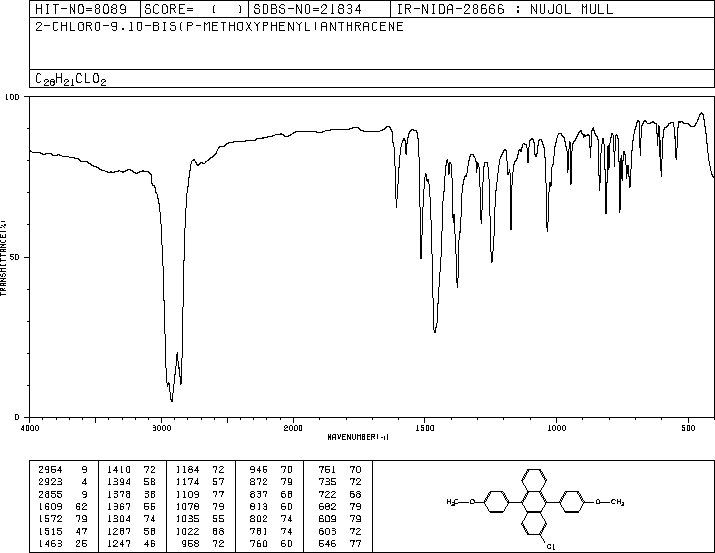 HIT-NO=8089 SCORE= ( ) SDBS-NO=21834 IR-NIDA-28666 : NUJOL MULL
2-CHLORO-9,10-BIS(P-METHOXYPHENYL)ANTHRACENE
C28H21CLO2
100
50
0
TRANSMITTANCE(%)
4000 3000 2000 1500 1000 500
WAVENUMBER(-1)
2954 9 1410 72 1184 72 946 70 751 70
2923 4 1394 58 1174 57 872 79 735 72
2855 9 1378 38 1109 77 837 68 722 68
1609 62 1367 55 1078 79 813 60 682 79
1572 79 1304 74 1035 55 802 74 609 79
1515 47 1287 58 1022 68 781 74 603 72
1463 25 1247 46 958 72 760 60 546 77
H3C O O CH3
Cl